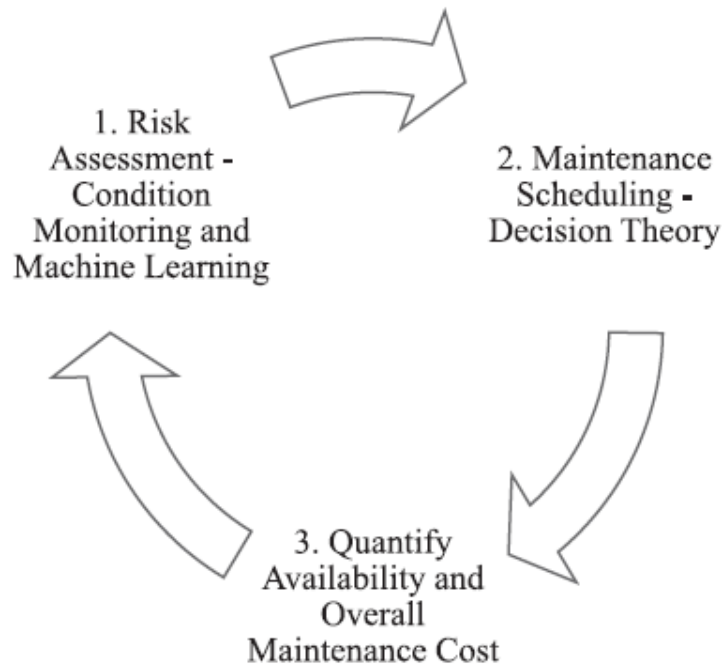 1. Risk
Assessment -
Condition
Monitoring and
Machine Learning
2. Maintenance
Scheduling -
Decision Theory
3. Quantify
Availability and
Overall
Maintenance Cost